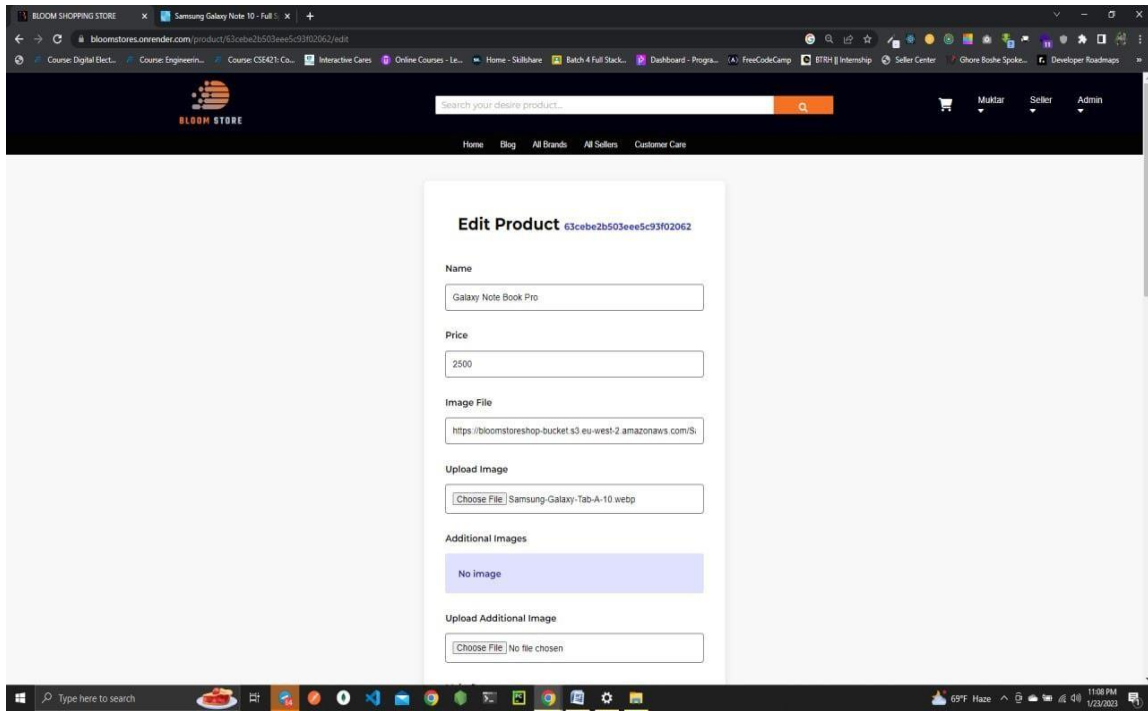 BLOOM SHOPPING STORE
Samsung Galaxy Note 10 - Full S
bloomstores.onrender.com/product/63cebe2b503eee5c93f02062/edit
Course: Digital Elect... Course: Engineerin... Course: CSE421: Co... Interactive Cares Online Courses - Le... Home - Skillshare Batch 4 Full Stack... Dashboard - Progra... (A) FreeCodeCamp BTRH || Internship Seller Center Ghore Boshe Spoke... Developer Roadmaps »
BLOOM STORE
Search your desire product...
Muktar Seller Admin
Home Blog All Brands All Sellers Customer Care
Edit Product 63cebe2b503eee5c93f02062
Name
Galaxy Note Book Pro
Price
2500
Image File
https://bloomstoreshop-bucket.s3.eu-west-2.amazonaws.com/S
Upload Image
Choose File Samsung-Galaxy-Tab-A-10.webp
Additional Images
No image
Upload Additional Image
Choose File No file chosen
Type here to search
69°F Haze
11:08 PM
1/23/2023